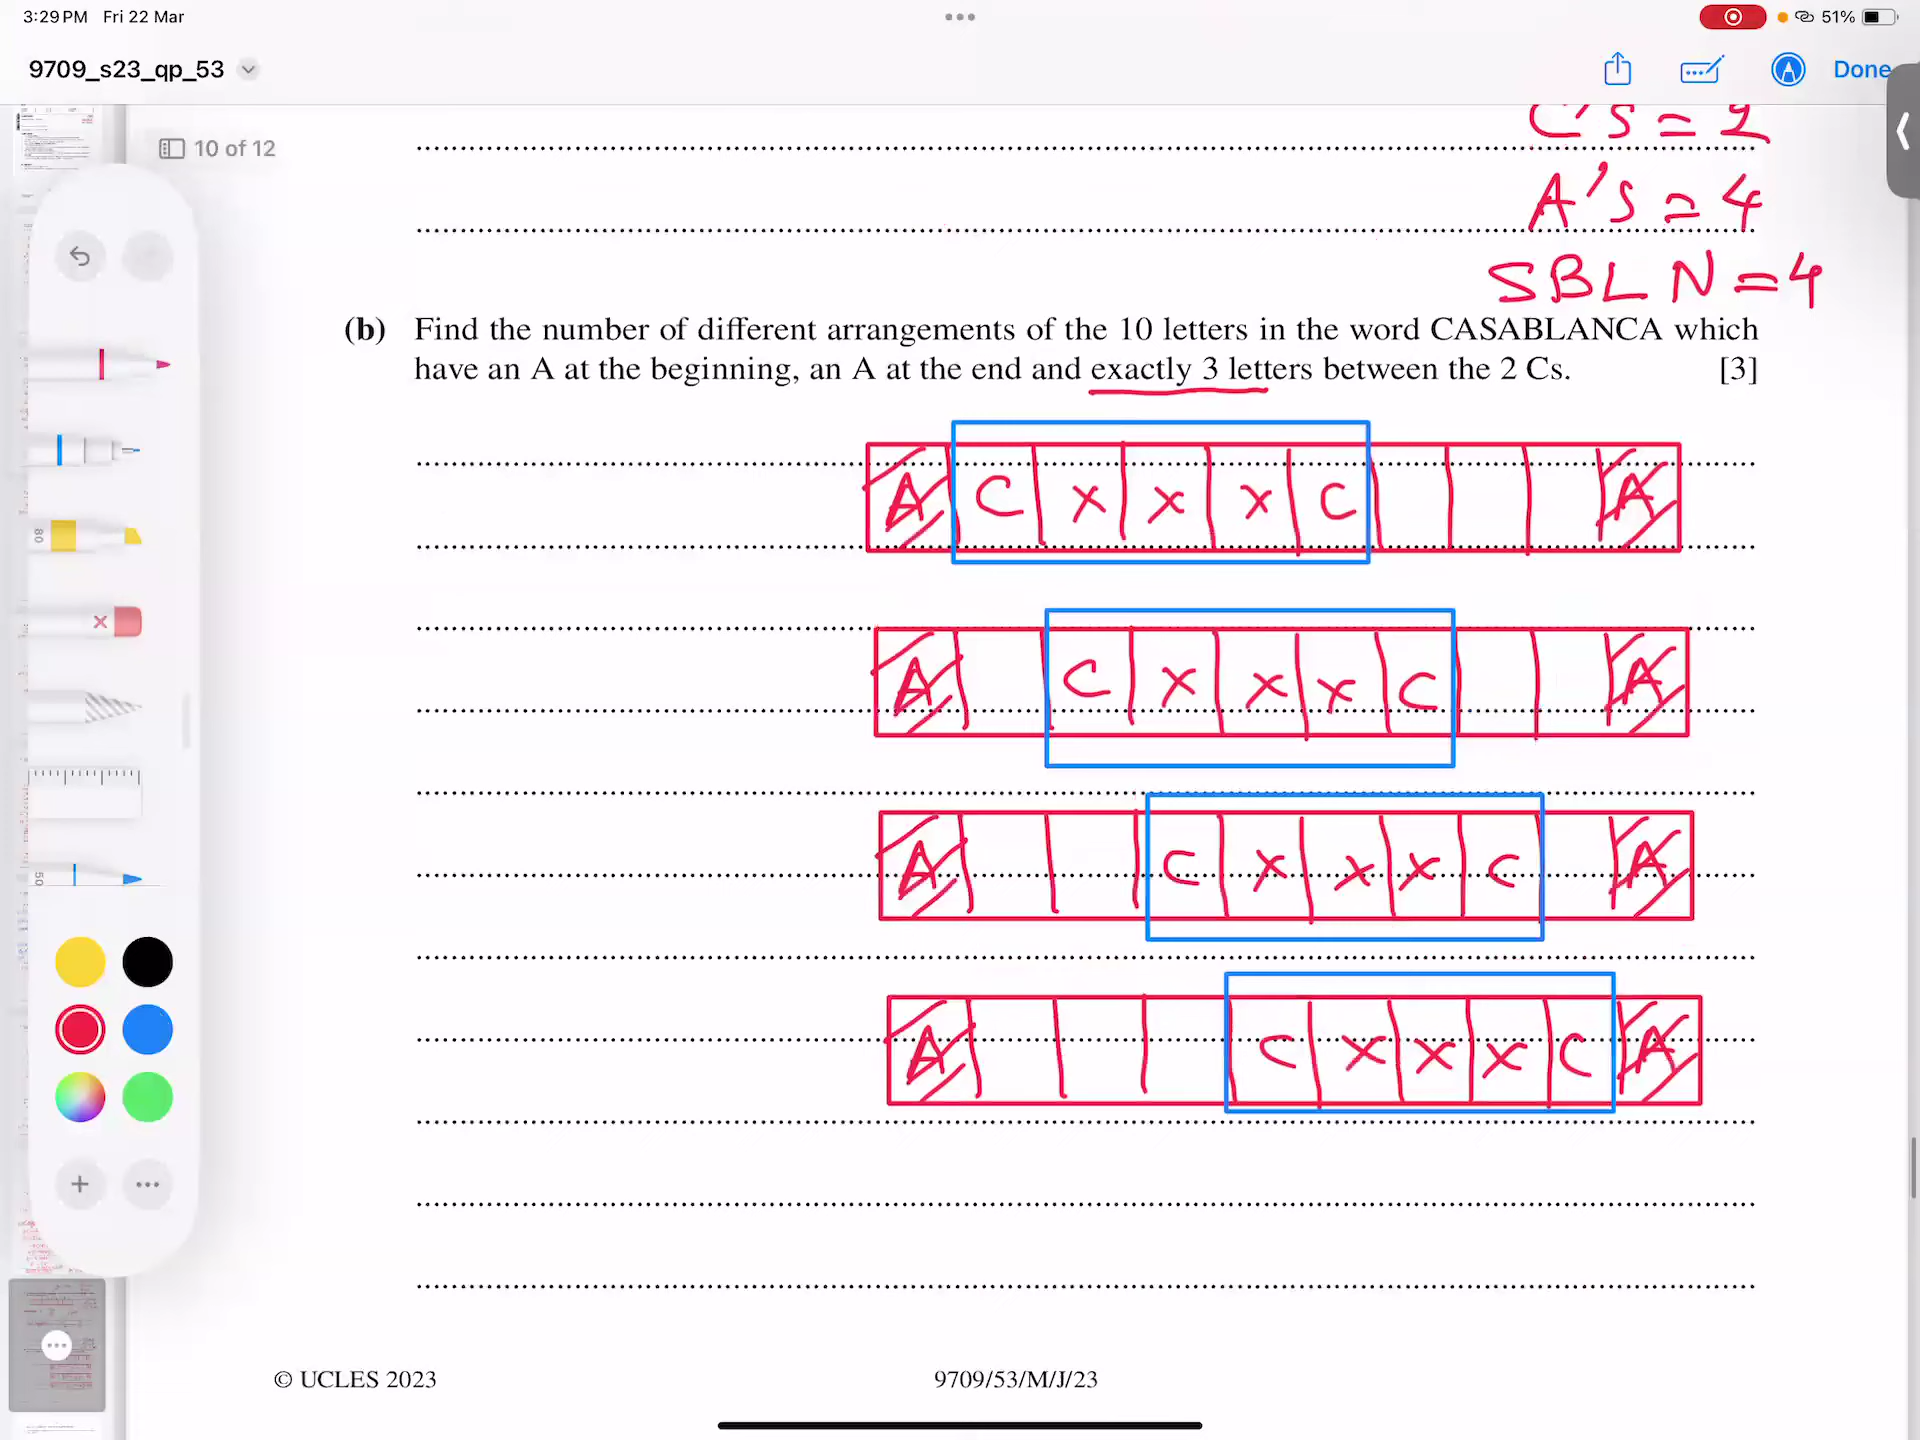 3:29 PM Fri 22 Mar
51%
9709_s23_qp_53
Done
10 of 12
C's = 2
A's = 4
SBLN = 4
(b) Find the number of different arrangements of the 10 letters in the word CASABLANCA which
have an A at the beginning, an A at the end and exactly 3 letters between the 2 Cs. [3]
A C X X X C A
A C X X X C A
A C X X X C A
A C X X X C A
80
50
© UCLES 2023
9709/53/M/J/23